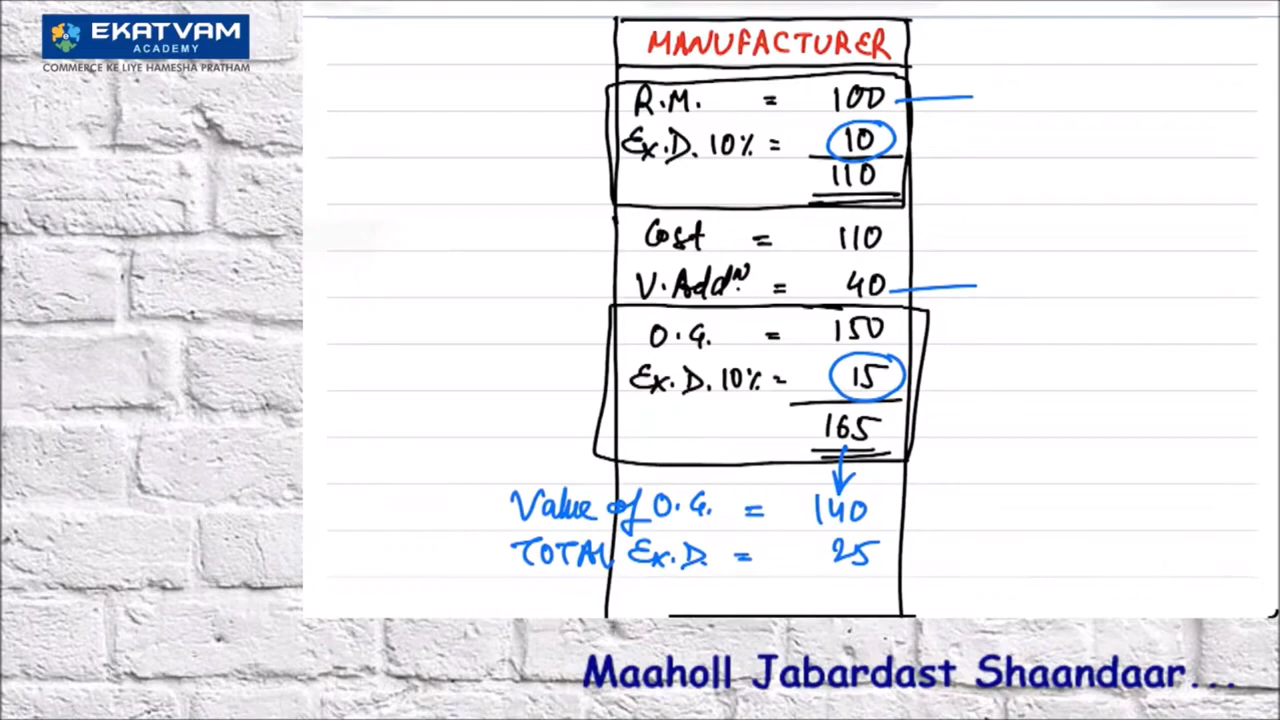 EKATVAM
ACADEMY
COMMERCE KE LIYE HAMESHA PRATHAM
MANUFACTURER
R.M. = 100
Ex.D. 10% = 10
110
Cost = 110
V.Addn. = 40
O.G. = 150
Ex.D. 10% = 15
165
Value of O.G. = 140
TOTAL Ex.D. = 25
Maaholl Jabardast Shaandaar...